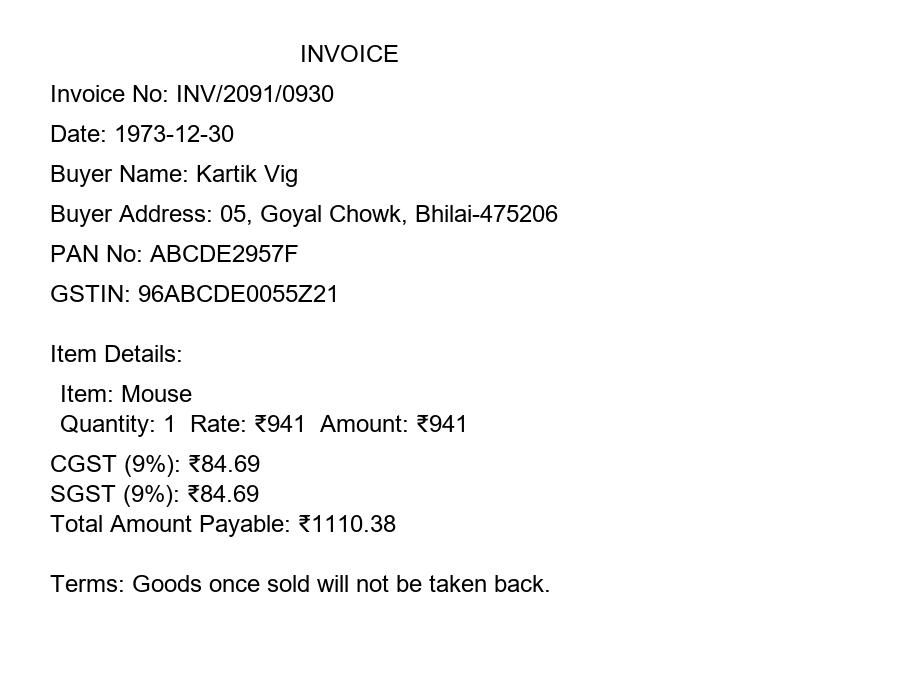 INVOICE
Invoice No: INV/2091/0930
Date: 1973-12-30
Buyer Name: Kartik Vig
Buyer Address: 05, Goyal Chowk, Bhilai-475206
PAN No: ABCDE2957F
GSTIN: 96ABCDE0055Z21
Item Details:
Item: Mouse
Quantity: 1  Rate: ₹941  Amount: ₹941
CGST (9%): ₹84.69
SGST (9%): ₹84.69
Total Amount Payable: ₹1110.38
Terms: Goods once sold will not be taken back.